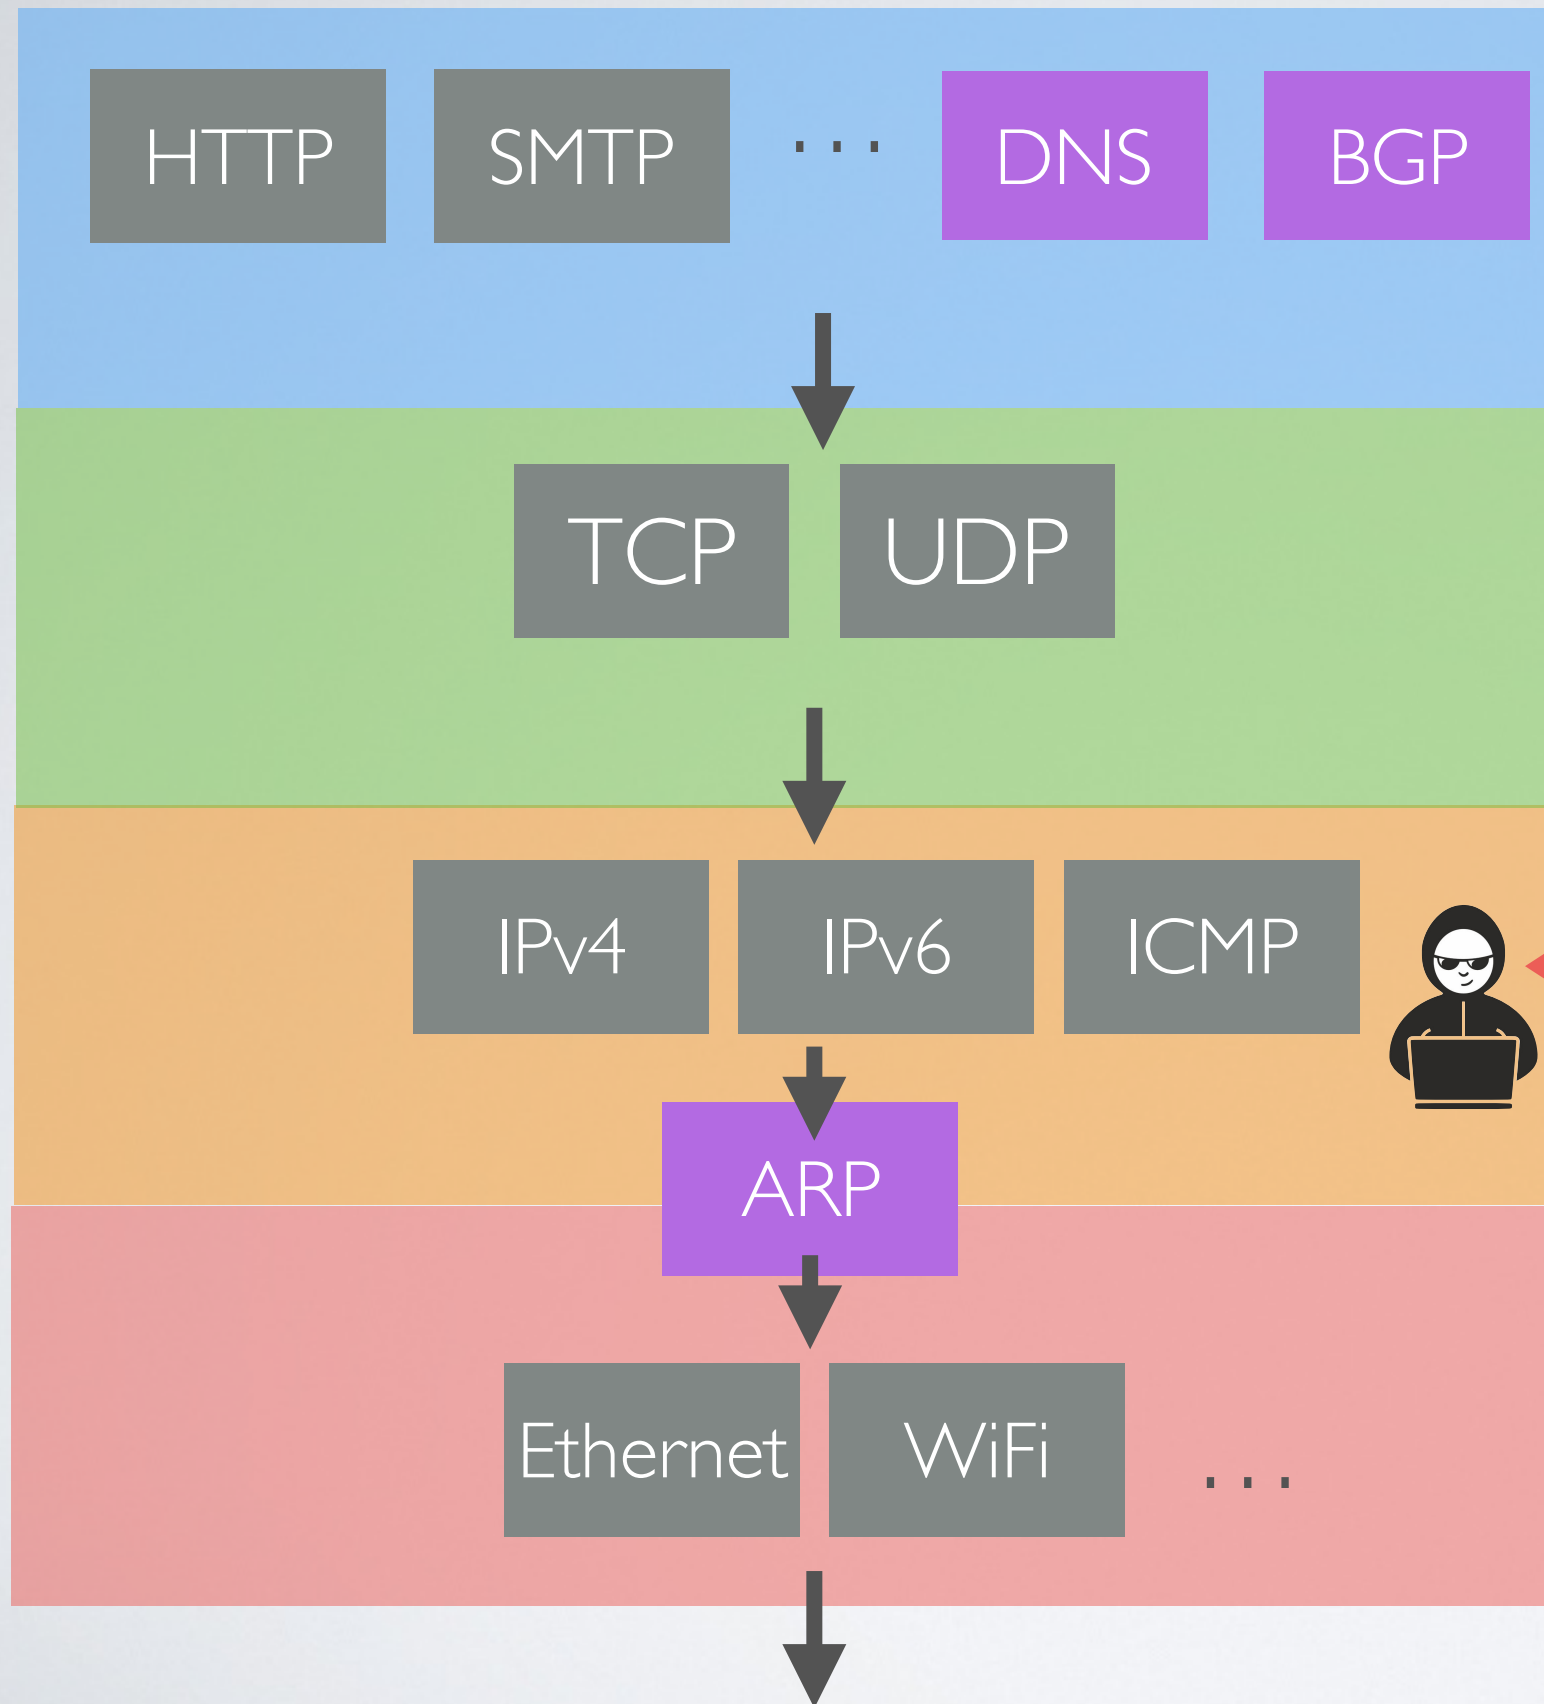 HTTP SMTP ... DNS BGP
TCP UDP
IPv4 IPv6 ICMP
ARP
Ethernet WiFi ...